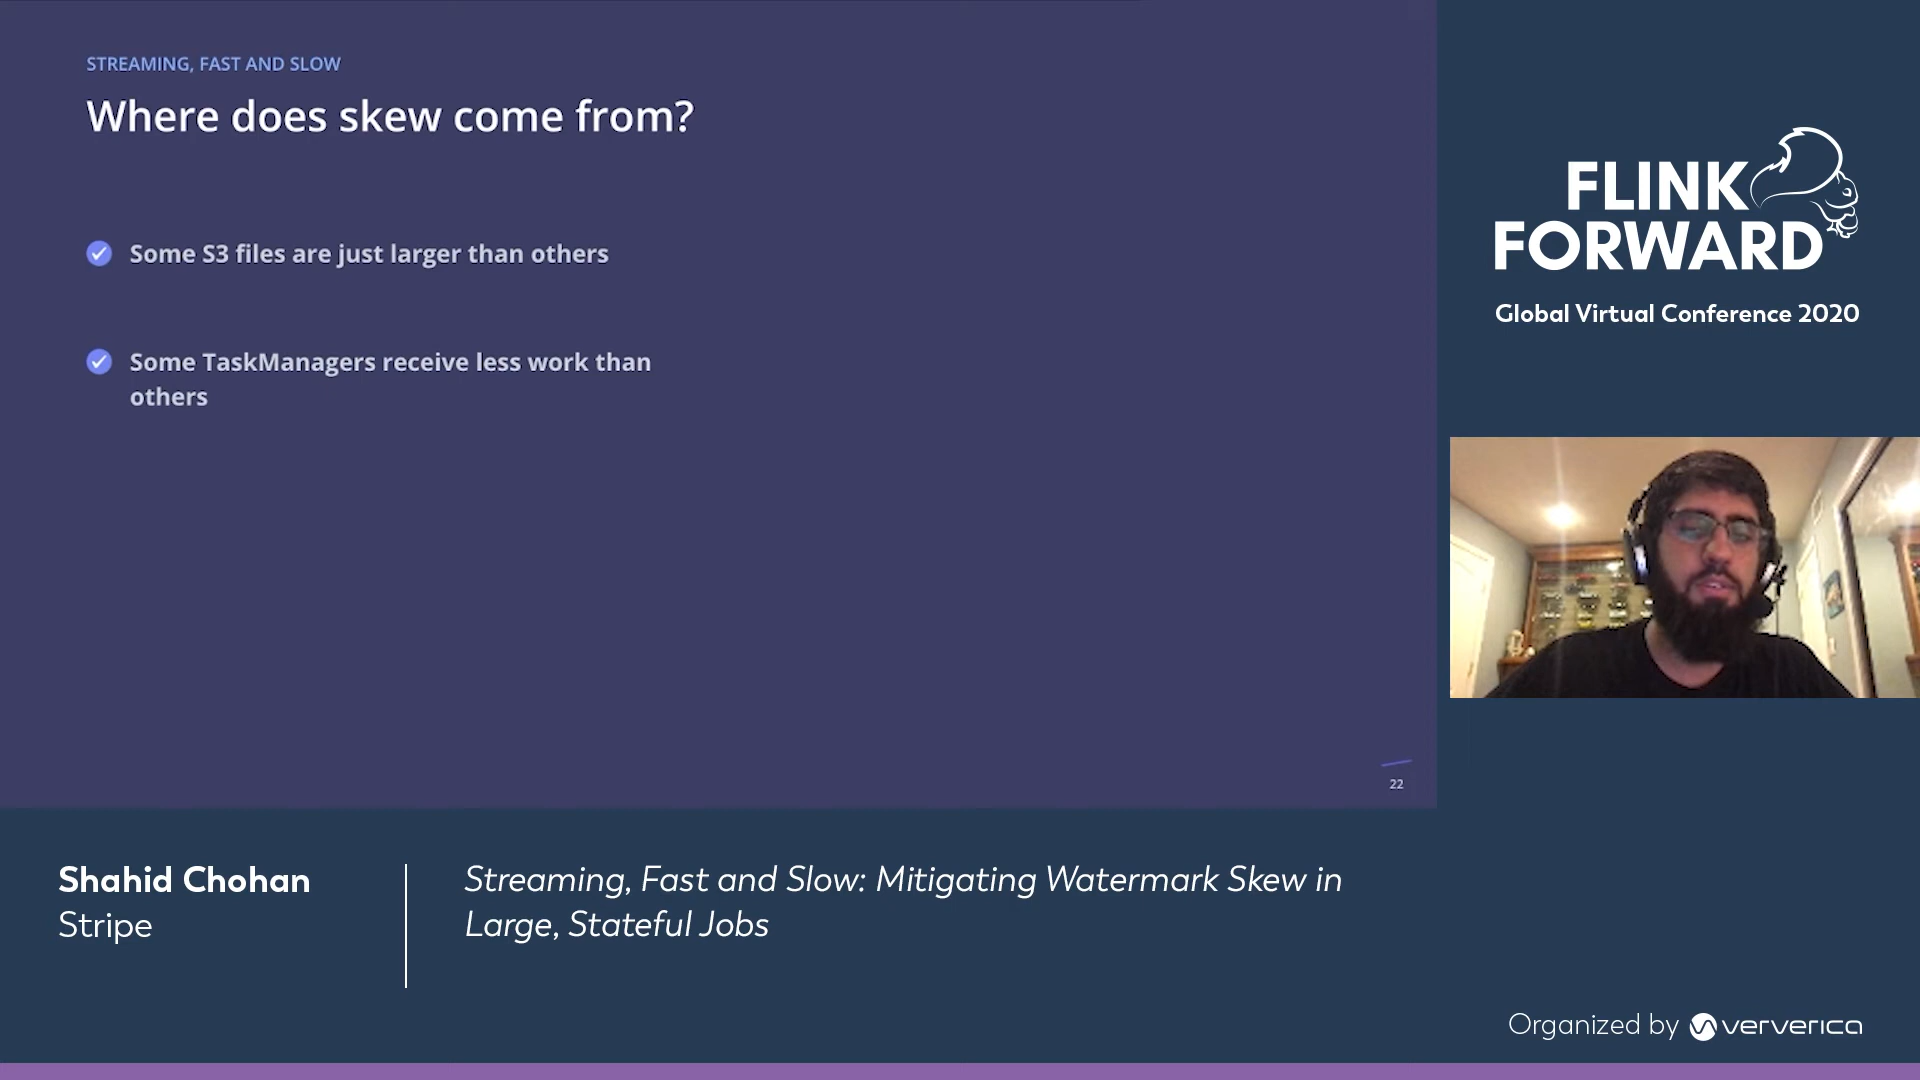 STREAMING, FAST AND SLOW
Where does skew come from?
Some S3 files are just larger than others
Some TaskManagers receive less work than
others
22
FLINK
FORWARD
Global Virtual Conference 2020
Shahid Chohan
Stripe
Streaming, Fast and Slow: Mitigating Watermark Skew in
Large, Stateful Jobs
Organized by ververica